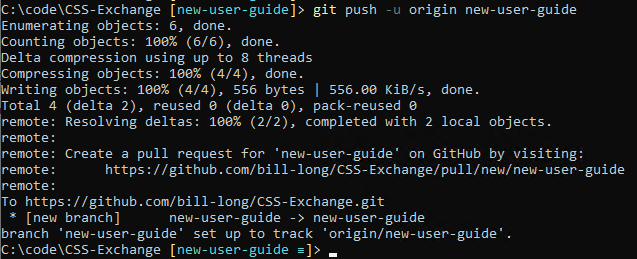 C:\code\CSS-Exchange [new-user-guide]> git push -u origin new-user-guide
Enumerating objects: 6, done.
Counting objects: 100% (6/6), done.
Delta compression using up to 8 threads
Compressing objects: 100% (4/4), done.
Writing objects: 100% (4/4), 556 bytes | 556.00 KiB/s, done.
Total 4 (delta 2), reused 0 (delta 0), pack-reused 0
remote: Resolving deltas: 100% (2/2), completed with 2 local objects.
remote:
remote: Create a pull request for 'new-user-guide' on GitHub by visiting:
remote:      https://github.com/bill-long/CSS-Exchange/pull/new/new-user-guide
remote:
To https://github.com/bill-long/CSS-Exchange.git
 * [new branch]      new-user-guide -> new-user-guide
branch 'new-user-guide' set up to track 'origin/new-user-guide'.
C:\code\CSS-Exchange [new-user-guide ≡]>